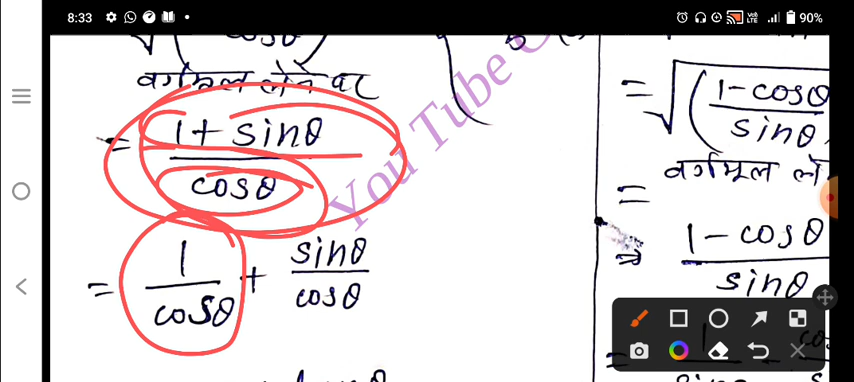 8:33
90%
cosθ
वर्गमूल लेने पर
= 1 + sinθ
cosθ
= 1/cosθ + sinθ/cosθ
You Tube
= √(1 - cosθ
sinθ
वर्गमूल ले
=
⇒ 1 - cosθ
sinθ
=